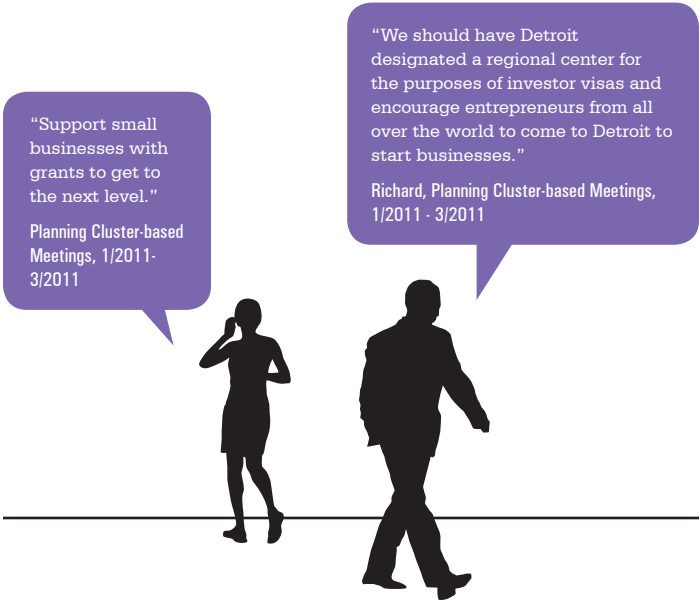 “Support small
businesses with
grants to get to
the next level.”
Planning Cluster-based
Meetings, 1/2011-
3/2011
“We should have Detroit
designated a regional center for
the purposes of investor visas and
encourage entrepreneurs from all
over the world to come to Detroit to
start businesses.”
Richard, Planning Cluster-based Meetings,
1/2011 - 3/2011